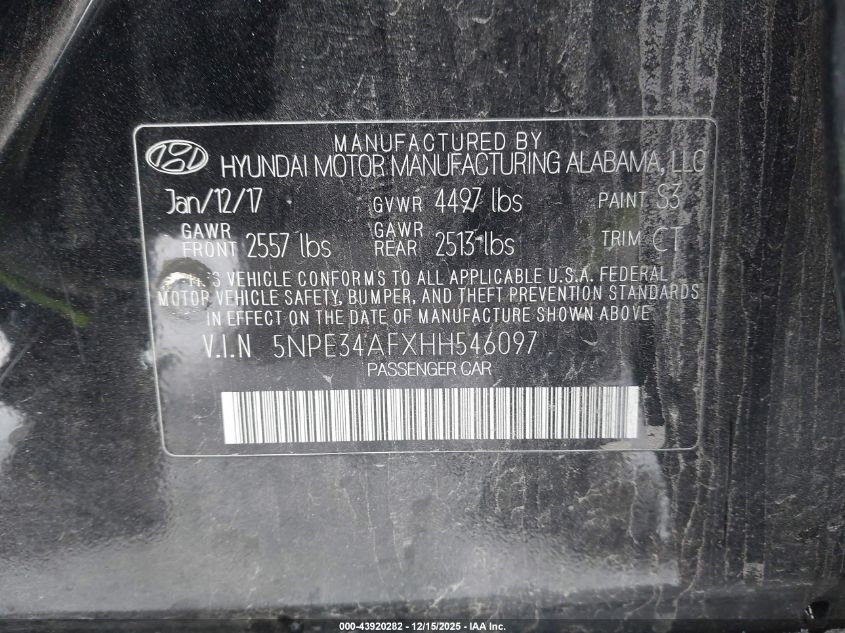 MANUFACTURED BY
HYUNDAI MOTOR MANUFACTURING ALABAMA, LLC
Jan/12/17 GVWR 4497 lbs PAINT S3
GAWR FRONT 2557 lbs GAWR REAR 2513 lbs TRIM CT
THIS VEHICLE CONFORMS TO ALL APPLICABLE U.S.A. FEDERAL
MOTOR VEHICLE SAFETY, BUMPER, AND THEFT PREVENTION STANDARDS
IN EFFECT ON THE DATE OF MANUFACTURE SHOWN ABOVE.
V.I.N 5NPE34AFXHH546097
PASSENGER CAR
000-43920282 - 12/15/2025 - IAA Inc.